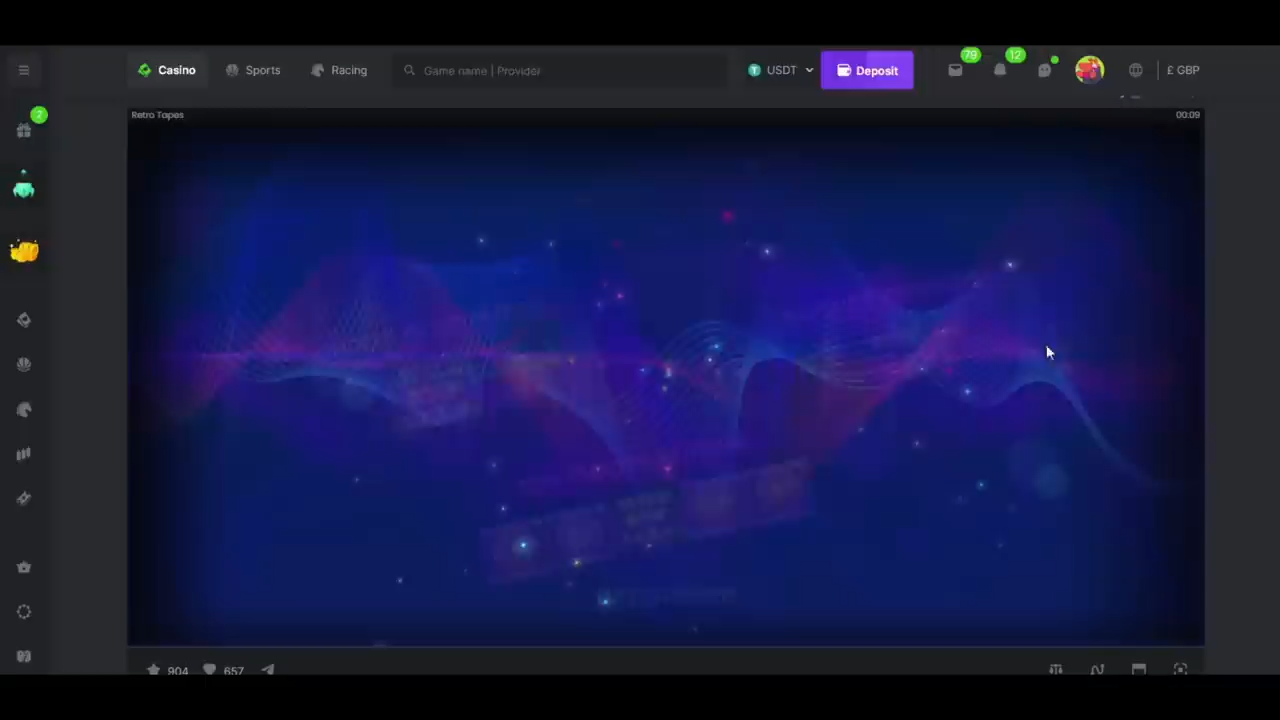 79
12
Casino
Sports
Racing
Game name | Provider
USDT
Deposit
£ GBP
2
Retro Tapes
00:09
904
657